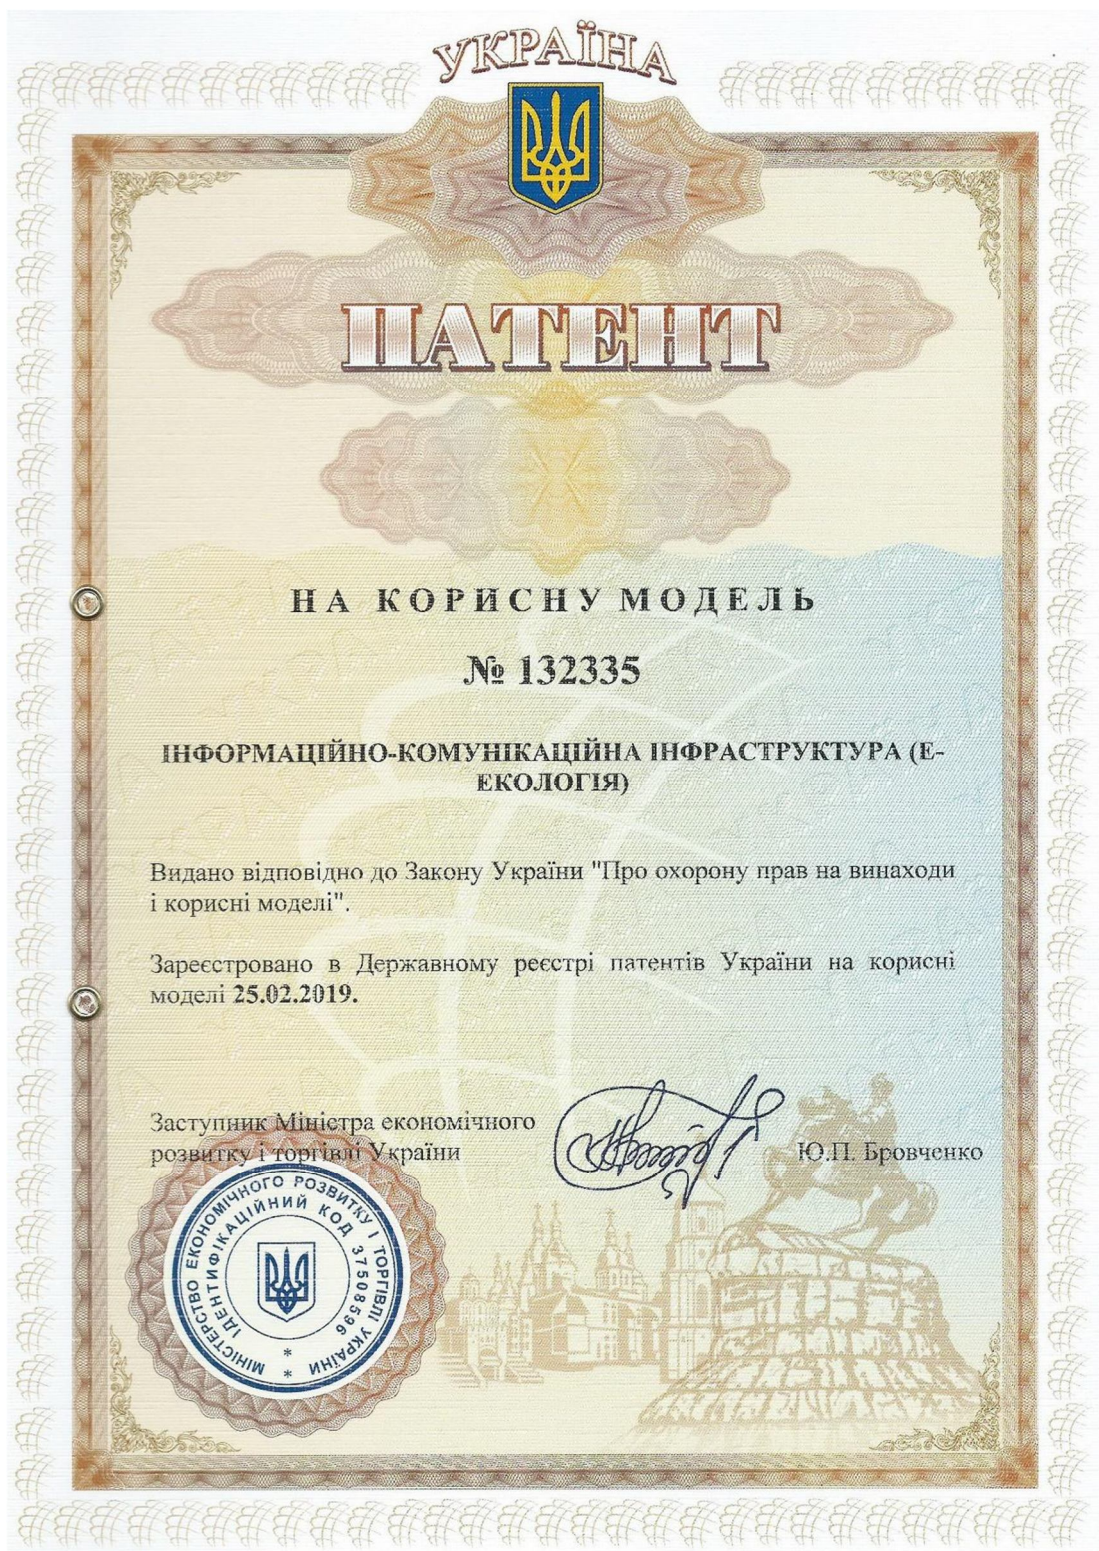 УКРАЇНА
ПАТЕНТ
НА КОРИСНУ МОДЕЛЬ
№ 132335
ІНФОРМАЦІЙНО-КОМУНІКАЦІЙНА ІНФРАСТРУКТУРА (Е-
ЕКОЛОГІЯ)
Видано відповідно до Закону України "Про охорону прав на винаходи
і корисні моделі".
Зареєстровано в Державному реєстрі патентів України на корисні
моделі 25.02.2019.
Заступник Міністра економічного
розвитку і торгівлі України
Ю.П. Бровченко
МІНІСТЕРСТВО ЕКОНОМІЧНОГО РОЗВИТКУ І ТОРГІВЛІ УКРАЇНИ *
ІДЕНТИФІКАЦІЙНИЙ КОД 37508596 *